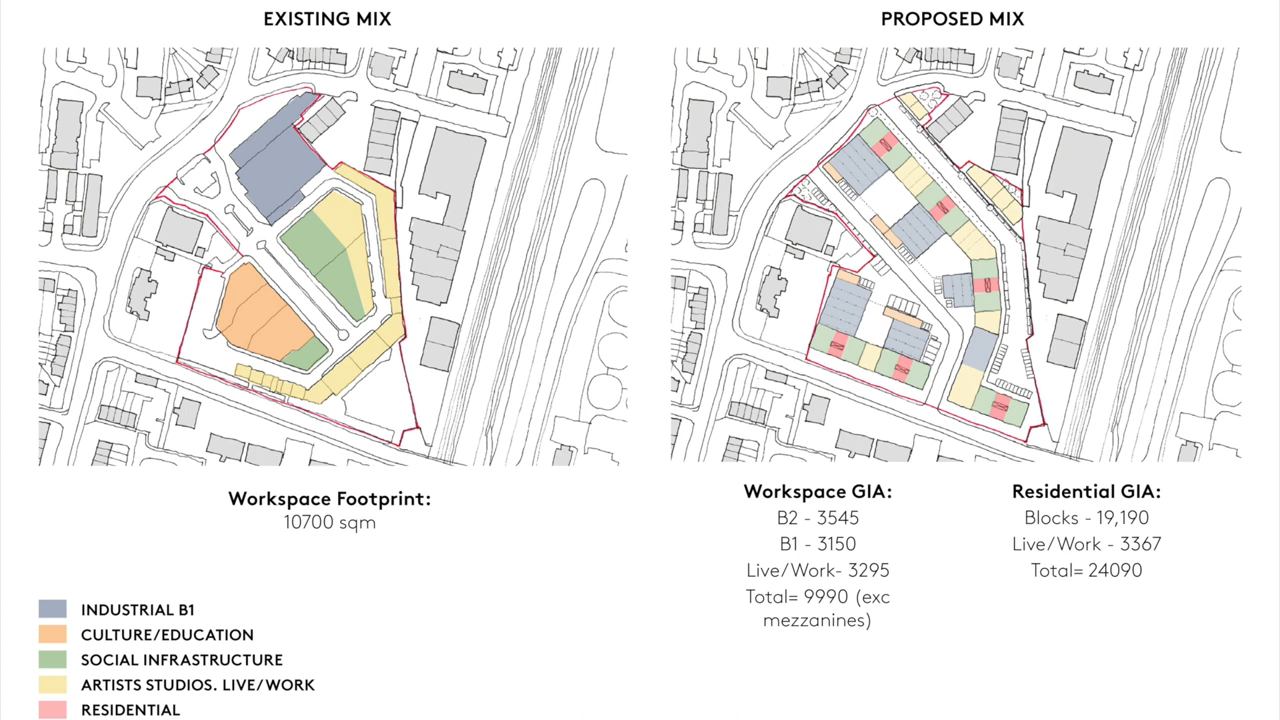 EXISTING MIX
PROPOSED MIX
Workspace Footprint:
10700 sqm
Workspace GIA:
B2 - 3545
B1 - 3150
Live/Work- 3295
Total= 9990 (exc
mezzanines)
Residential GIA:
Blocks - 19,190
Live/Work - 3367
Total= 24090
INDUSTRIAL B1
CULTURE/EDUCATION
SOCIAL INFRASTRUCTURE
ARTISTS STUDIOS. LIVE/WORK
RESIDENTIAL